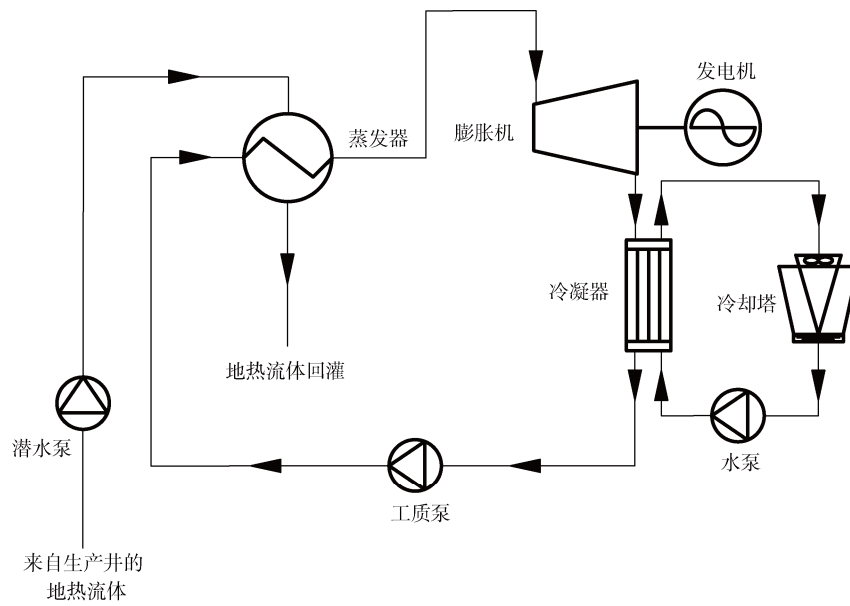 发电机
蒸发器
膨胀机
冷凝器
冷却塔
地热流体回灌
潜水泵
水泵
工质泵
来自生产井的
地热流体